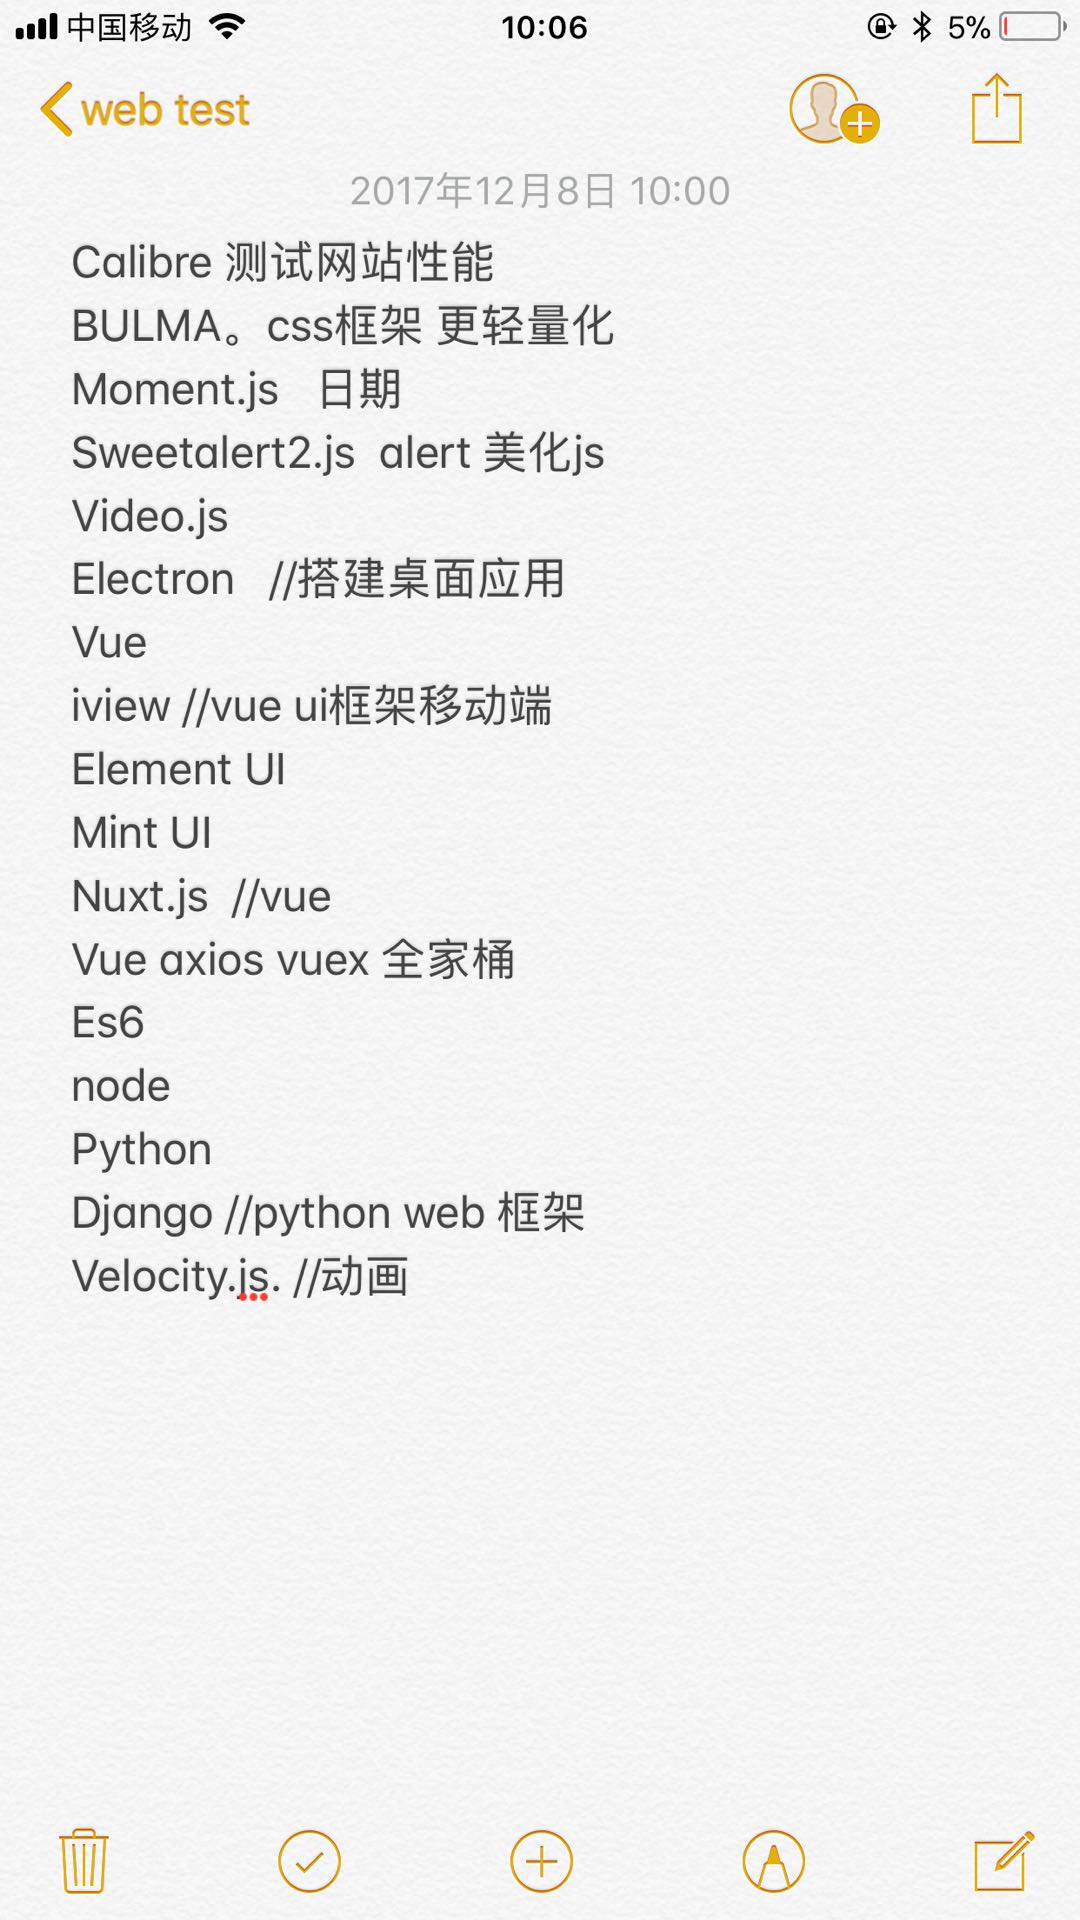 中国移动 10:06 5%
web test
2017年12月8日 10:00
Calibre 测试网站性能
BULMA。css框架 更轻量化
Moment.js 日期
Sweetalert2.js alert 美化js
Video.js
Electron //搭建桌面应用
Vue
iview //vue ui框架移动端
Element UI
Mint UI
Nuxt.js //vue
Vue axios vuex 全家桶
Es6
node
Python
Django //python web 框架
Velocity.js. //动画